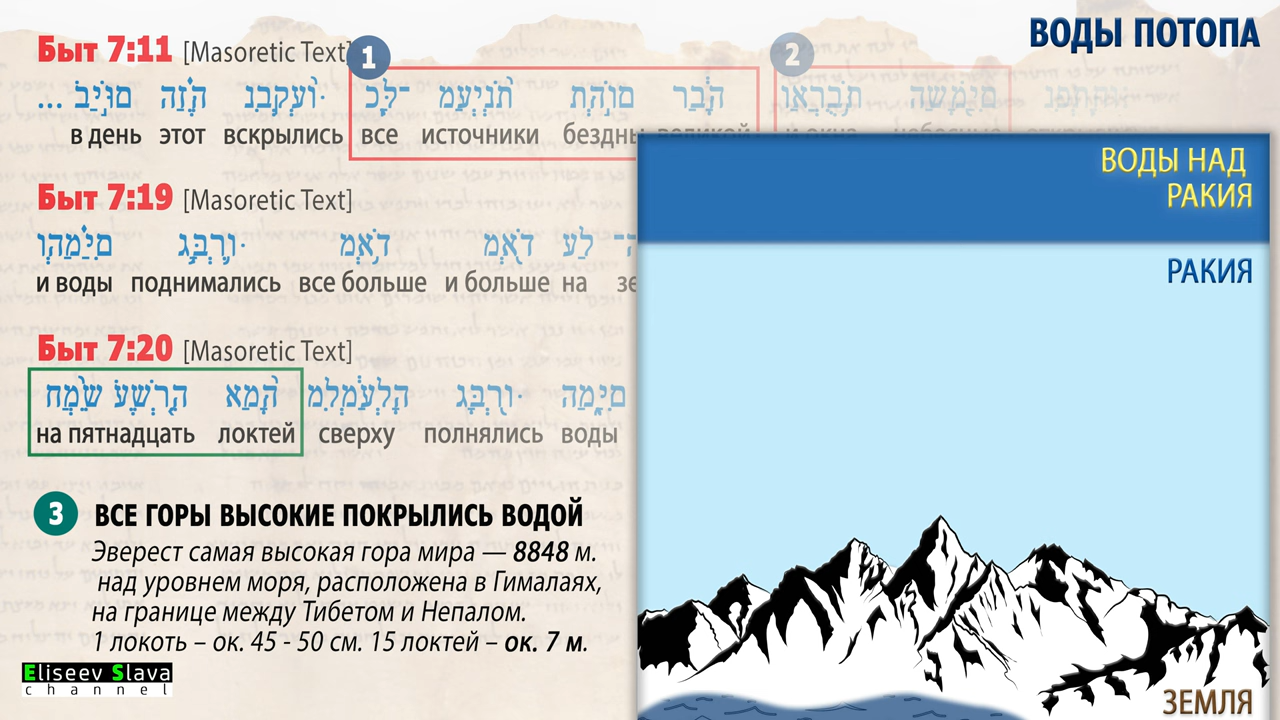 ВОДЫ ПОТОПА
Быт 7:11 [Masoretic Text] 1 2
... בַּיּוֹם הַזֶּה נִבְקְעוּ כָּל־ מַעְיְנֹת תְּהוֹם רַבָּה וַאֲרֻבֹּת הַשָּׁמַיִם נִפְתָּחוּ
в день этот вскрылись все источники бездны великой и окна небесные
Быт 7:19 [Masoretic Text]
וְהַמַּיִם גָּבְרוּ מְאֹד מְאֹד עַל־
и воды поднимались все больше и больше на
Быт 7:20 [Masoretic Text]
חֲמֵשׁ עֶשְׂרֵה אַמָּה מִלְמַעְלָה גָּבְרוּ הַמָּיִם
на пятнадцать локтей сверху полнялись воды
3 ВСЕ ГОРЫ ВЫСОКИЕ ПОКРЫЛИСЬ ВОДОЙ
Эверест самая высокая гора мира — 8848 м.
над уровнем моря, расположена в Гималаях,
на границе между Тибетом и Непалом.
1 локоть – ок. 45 - 50 см. 15 локтей – ок. 7 м.
Eliseev Slava
channel
ВОДЫ НАД
РАКИЯ
РАКИЯ
ЗЕМЛЯ